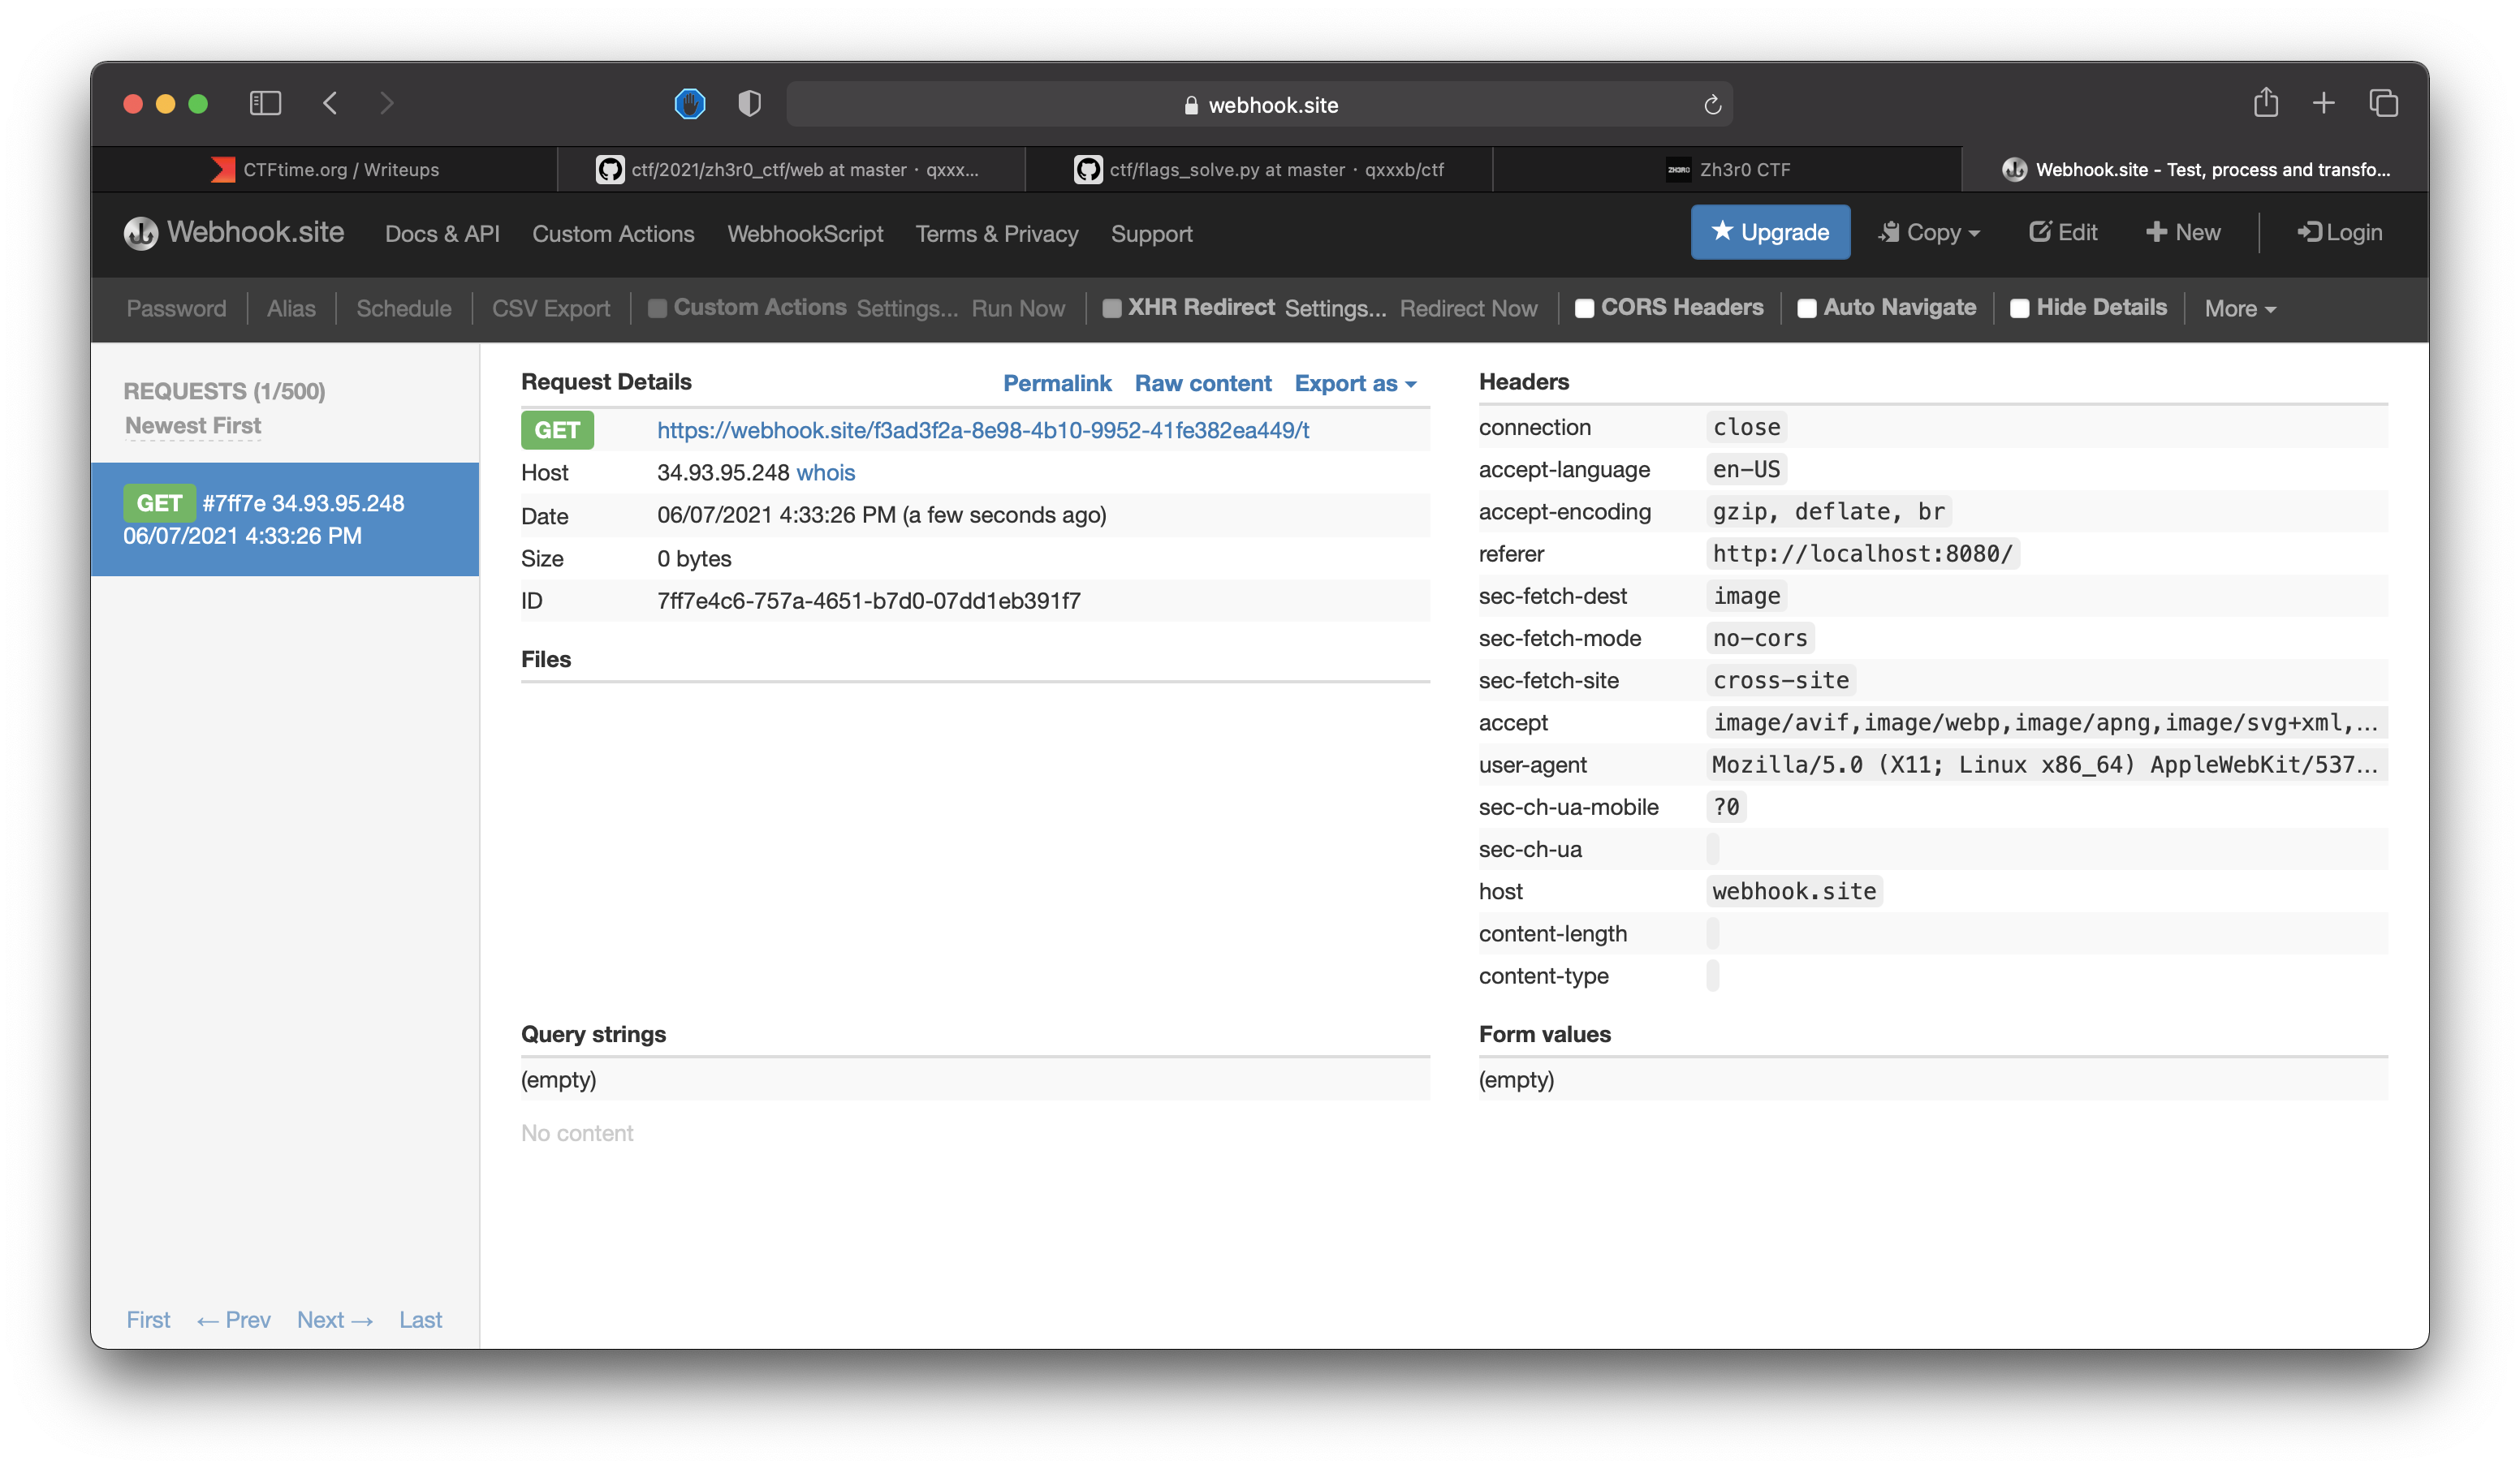 webhook.site
CTFtime.org / Writeups
ctf/2021/zh3r0_ctf/web at master · qxxx...
ctf/flags_solve.py at master · qxxxb/ctf
ZH3R0 Zh3r0 CTF
Webhook.site - Test, process and transfo...
Webhook.site Docs & API Custom Actions WebhookScript Terms & Privacy Support Upgrade Copy Edit New Login
Password Alias Schedule CSV Export Custom Actions Settings... Run Now XHR Redirect Settings... Redirect Now CORS Headers Auto Navigate Hide Details More
REQUESTS (1/500)
Newest First
GET #7ff7e 34.93.95.248
06/07/2021 4:33:26 PM
First ← Prev Next → Last
Request Details Permalink Raw content Export as
GET https://webhook.site/f3ad3f2a-8e98-4b10-9952-41fe382ea449/t
Host 34.93.95.248 whois
Date 06/07/2021 4:33:26 PM (a few seconds ago)
Size 0 bytes
ID 7ff7e4c6-757a-4651-b7d0-07dd1eb391f7
Files
Headers
connection close
accept-language en-US
accept-encoding gzip, deflate, br
referer http://localhost:8080/
sec-fetch-dest image
sec-fetch-mode no-cors
sec-fetch-site cross-site
accept image/avif,image/webp,image/apng,image/svg+xml,...
user-agent Mozilla/5.0 (X11; Linux x86_64) AppleWebKit/537...
sec-ch-ua-mobile ?0
sec-ch-ua
host webhook.site
content-length
content-type
Query strings
(empty)
No content
Form values
(empty)